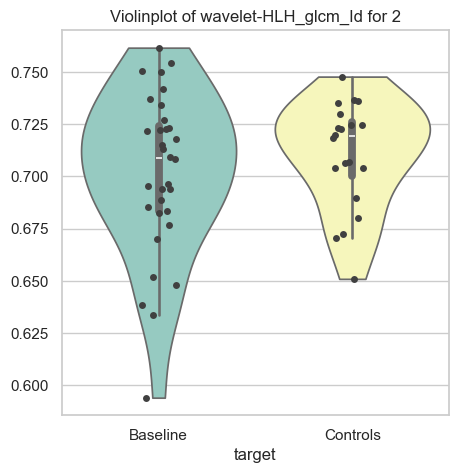 Violinplot of wavelet-HLH_glcm_Id for 2
0.750
0.725
0.700
0.675
0.650
0.625
0.600
Baseline
Controls
target